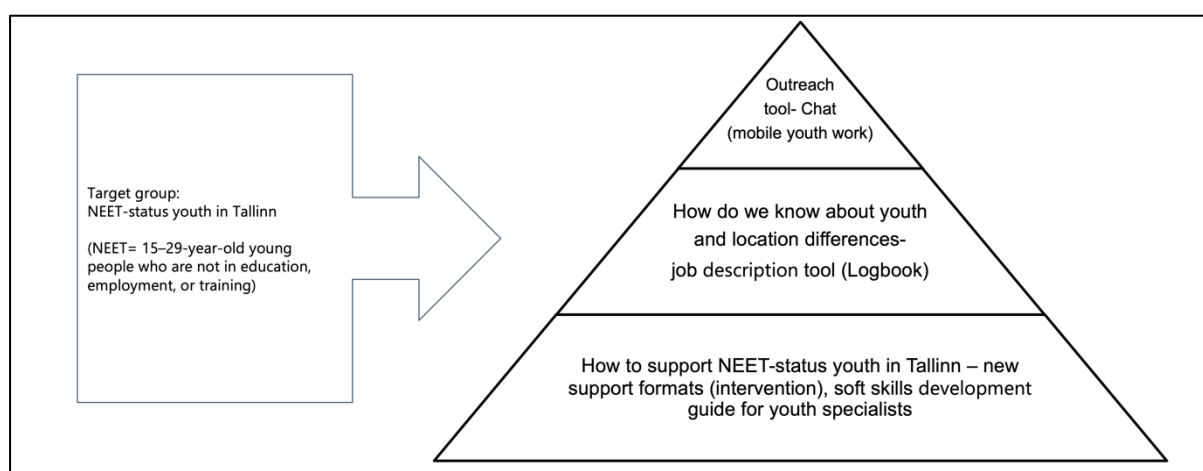 Target group:
NEET-status youth in Tallinn
(NEET= 15–29-year-old young
people who are not in education,
employment, or training)
Outreach
tool- Chat
(mobile youth work)
How do we know about youth
and location differences-
job description tool (Logbook)
How to support NEET-status youth in Tallinn – new
support formats (intervention), soft skills development
guide for youth specialists